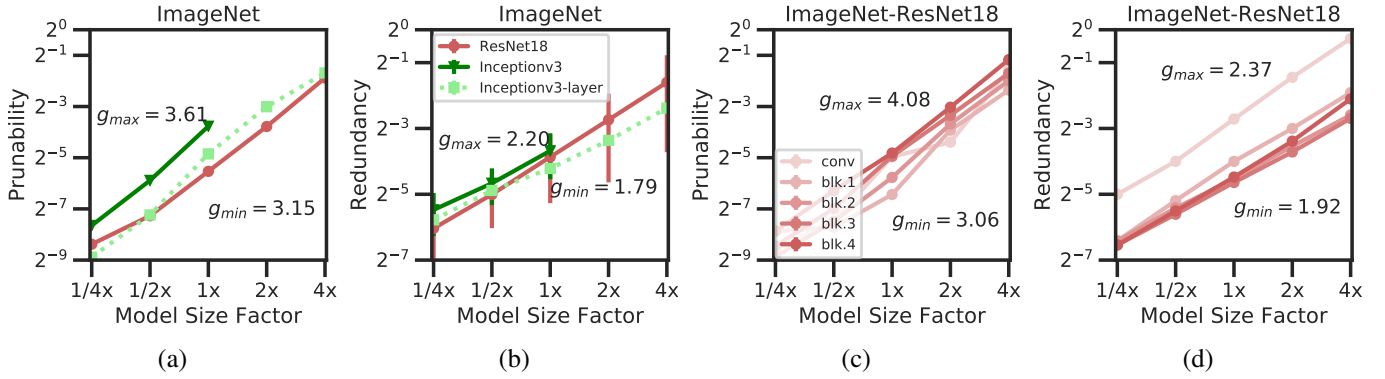 ImageNet
Prunability
2^0
2^-1
2^-3
2^-5
2^-7
2^-9
g_max = 3.61
g_min = 3.15
1/4x 1/2x 1x 2x 4x
Model Size Factor
(a)
ImageNet
Redundancy
2^0
2^-1
2^-3
2^-5
2^-7
ResNet18
Inceptionv3
Inceptionv3-layer
g_max = 2.20
g_min = 1.79
1/4x 1/2x 1x 2x 4x
Model Size Factor
(b)
ImageNet-ResNet18
Prunability
2^0
2^-1
2^-3
2^-5
2^-7
2^-9
g_max = 4.08
conv
blk.1
blk.2
blk.3
blk.4
g_min = 3.06
1/4x 1/2x 1x 2x 4x
Model Size Factor
(c)
ImageNet-ResNet18
Redundancy
2^0
2^-1
2^-3
2^-5
2^-7
g_max = 2.37
g_min = 1.92
1/4x 1/2x 1x 2x 4x
Model Size Factor
(d)